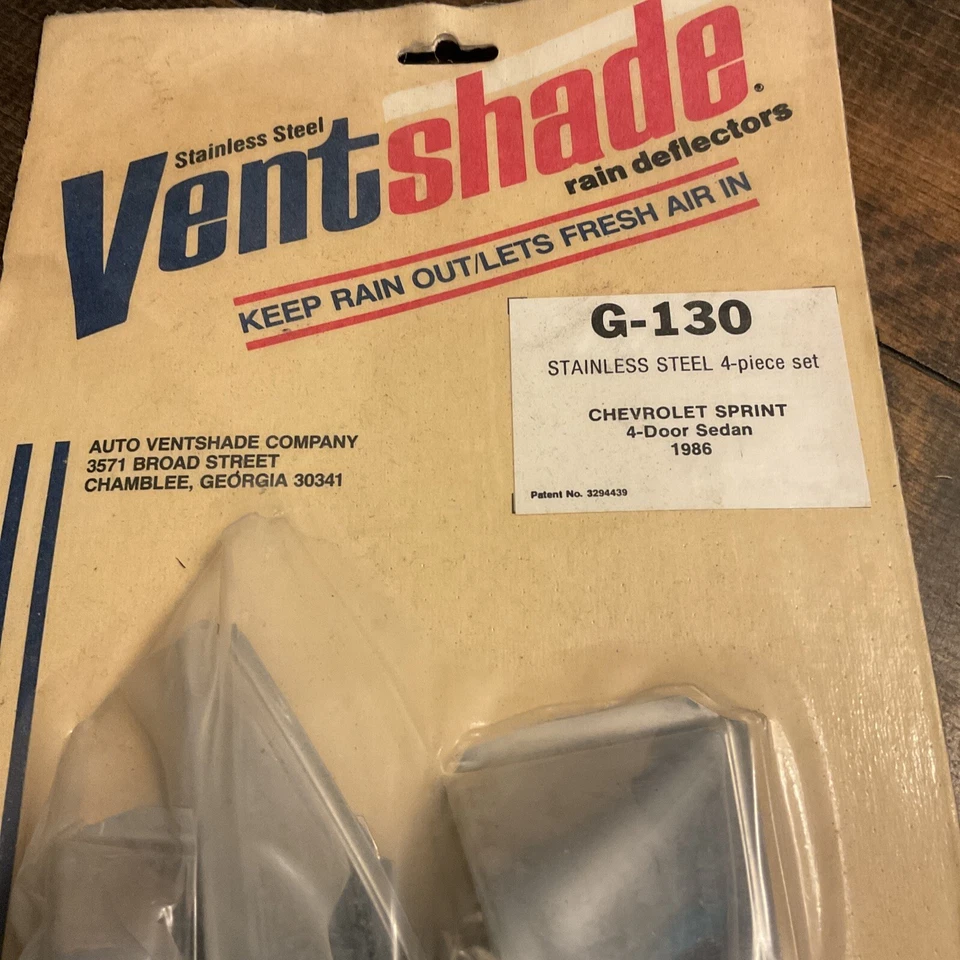 Stainless Steel
Ventshade®
rain deflectors
KEEP RAIN OUT/LETS FRESH AIR IN
G-130
STAINLESS STEEL 4-piece set
CHEVROLET SPRINT
4-Door Sedan
1986
Patent No. 3294439
AUTO VENTSHADE COMPANY
3571 BROAD STREET
CHAMBLEE, GEORGIA 30341